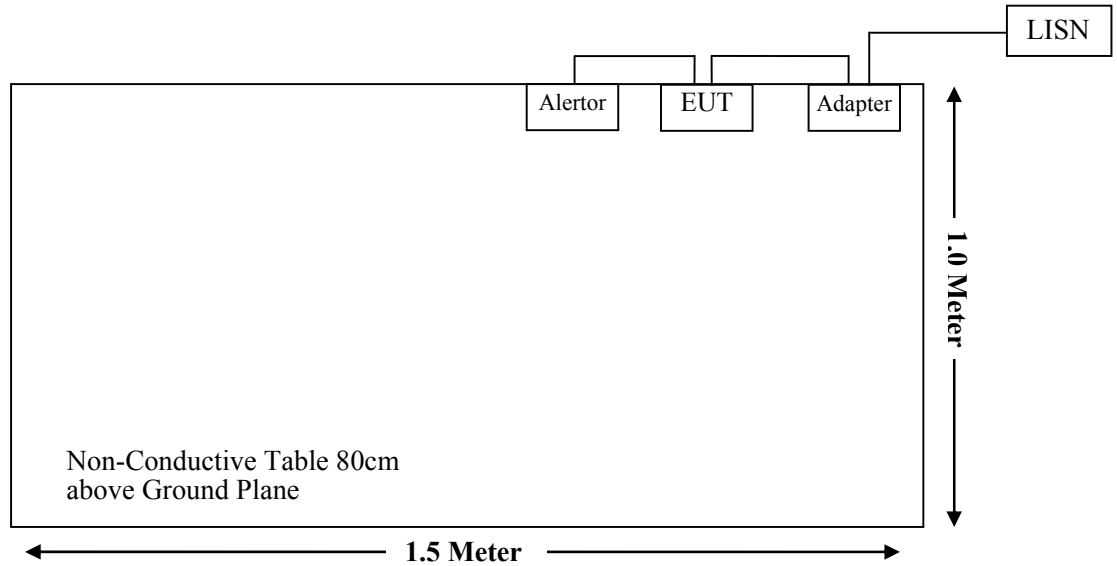 LISN
Alertor
EUT
Adapter
1.0 Meter
Non-Conductive Table 80cm
above Ground Plane
1.5 Meter